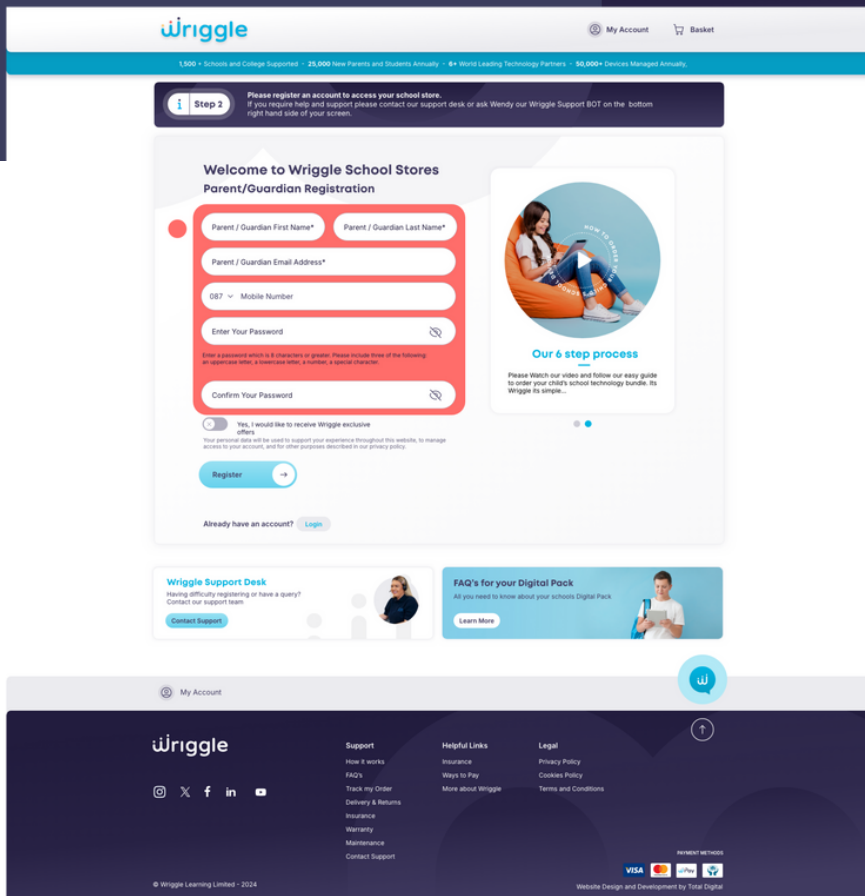 wriggle
My Account
Basket
1,500 + Schools and College Supported - 25,000 New Parents and Students Annually - 6+ World Leading Technology Partners - 50,000+ Devices Managed Annually,
i Step 2
Please register an account to access your school store.
If you require help and support please contact our support desk or ask Wendy our Wriggle Support BOT on the bottom
right hand side of your screen.
Welcome to Wriggle School Stores
Parent/Guardian Registration
Parent / Guardian First Name*
Parent / Guardian Last Name*
Parent / Guardian Email Address*
087 Mobile Number
Enter Your Password
Enter a password which is 8 characters or greater. Please include three of the following:
an uppercase letter, a lowercase letter, a number, a special character.
Confirm Your Password
Yes, I would like to receive Wriggle exclusive
offers
Your personal data will be used to support your experience throughout this website, to manage
access to your account, and for other purposes described in our privacy policy.
Register
Already have an account? Login
HOW TO ORDER YOUR CHILD'S SCHOOL
Our 6 step process
Please Watch our video and follow our easy guide
to order your child's school technology bundle. Its
Wriggle its simple...
Wriggle Support Desk
Having difficulty registering or have a query?
Contact our support team
Contact Support
FAQ's for your Digital Pack
All you need to know about your schools Digital Pack
Learn More
My Account
w
wriggle
Support
How it works
FAQ's
Track my Order
Delivery & Returns
Insurance
Warranty
Maintenance
Contact Support
Helpful Links
Insurance
Ways to Pay
More about Wriggle
Legal
Privacy Policy
Cookies Policy
Terms and Conditions
PAYMENT METHODS
VISA
© Wriggle Learning Limited - 2024
Website Design and Development by Total Digital